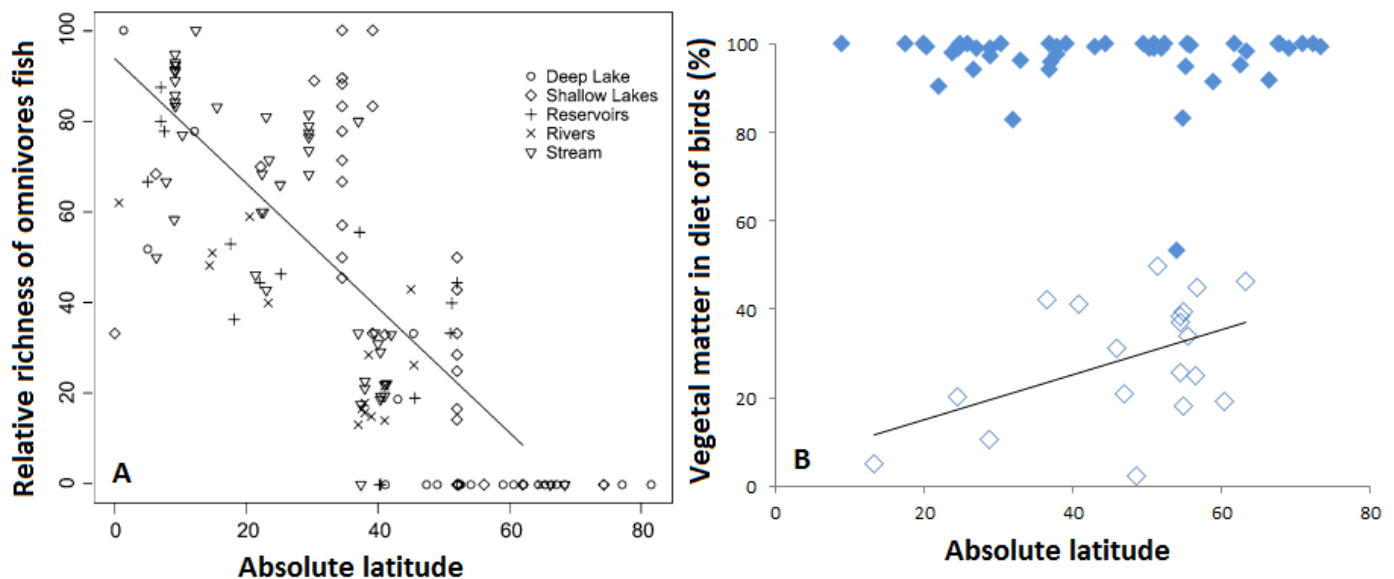 Relative richness of omnivores fish
100
80
60
40
20
0
Deep Lake
Shallow Lakes
Reservoirs
Rivers
Stream
A
0 20 40 60 80
Absolute latitude
Vegetal matter in diet of birds (%)
100
80
60
40
20
0
B
0 20 40 60 80
Absolute latitude